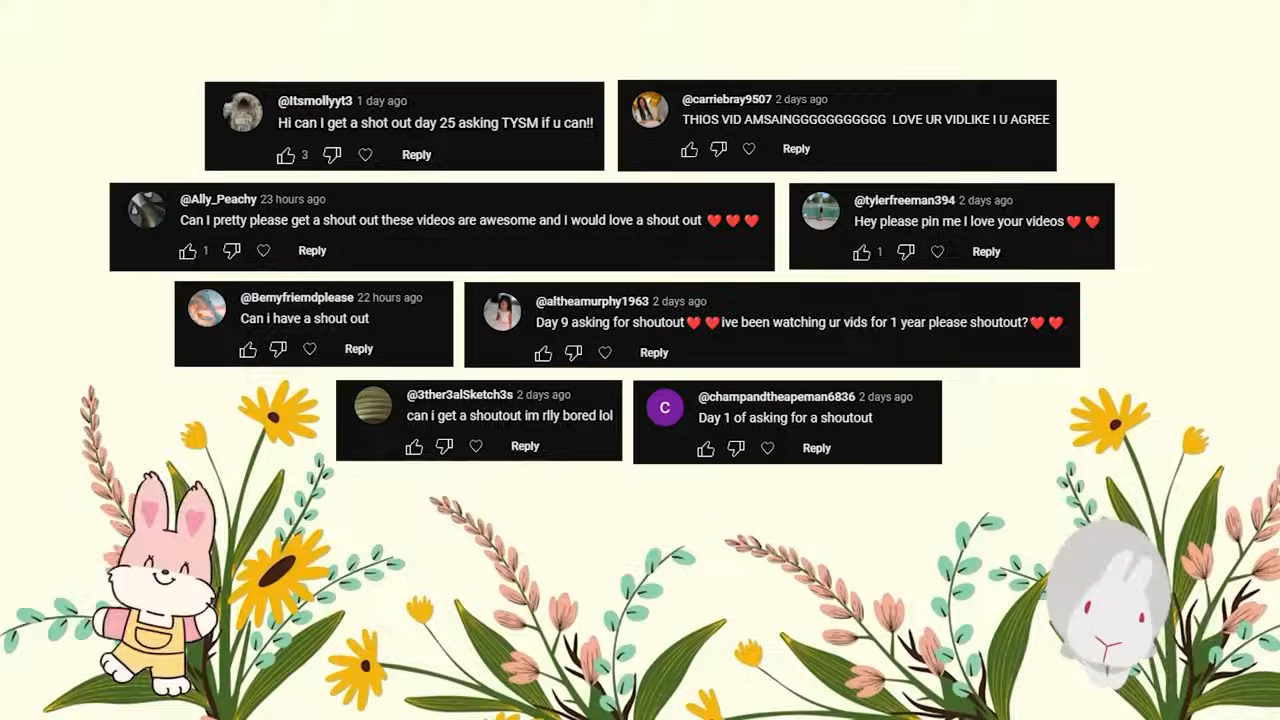 @Itsmollyyt3 1 day ago
Hi can I get a shot out day 25 asking TYSM if u can!!
3 Reply
@carriebray9507 2 days ago
THIOS VID AMSAINGGGGGGGGGGG LOVE UR VIDLIKE I U AGREE
Reply
@Ally_Peachy 23 hours ago
Can I pretty please get a shout out these videos are awesome and I would love a shout out ❤️❤️❤️
1 Reply
@tylerfreeman394 2 days ago
Hey please pin me I love your videos❤️❤️
1 Reply
@Bemyfriemdplease 22 hours ago
Can i have a shout out
Reply
@altheamurphy1963 2 days ago
Day 9 asking for shoutout❤️❤️ive been watching ur vids for 1 year please shoutout?❤️❤️
Reply
@3ther3alSketch3s 2 days ago
can i get a shoutout im rlly bored lol
Reply
C
@champandtheapeman6836 2 days ago
Day 1 of asking for a shoutout
Reply